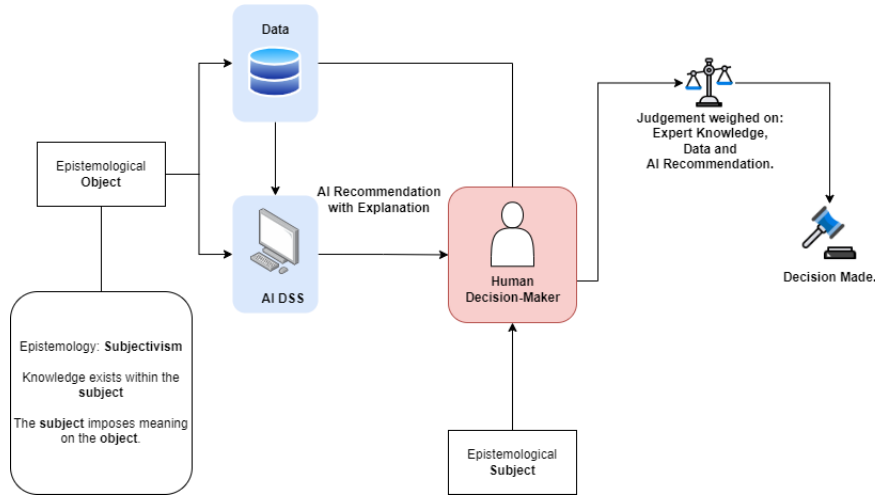 Data
Epistemological
Object
AI Recommendation
with Explanation
AI DSS
Human
Decision-Maker
Judgement weighed on:
Expert Knowledge,
Data and
AI Recommendation.
Decision Made.
Epistemology: Subjectivism
Knowledge exists within the
subject
The subject imposes meaning
on the object.
Epistemological
Subject